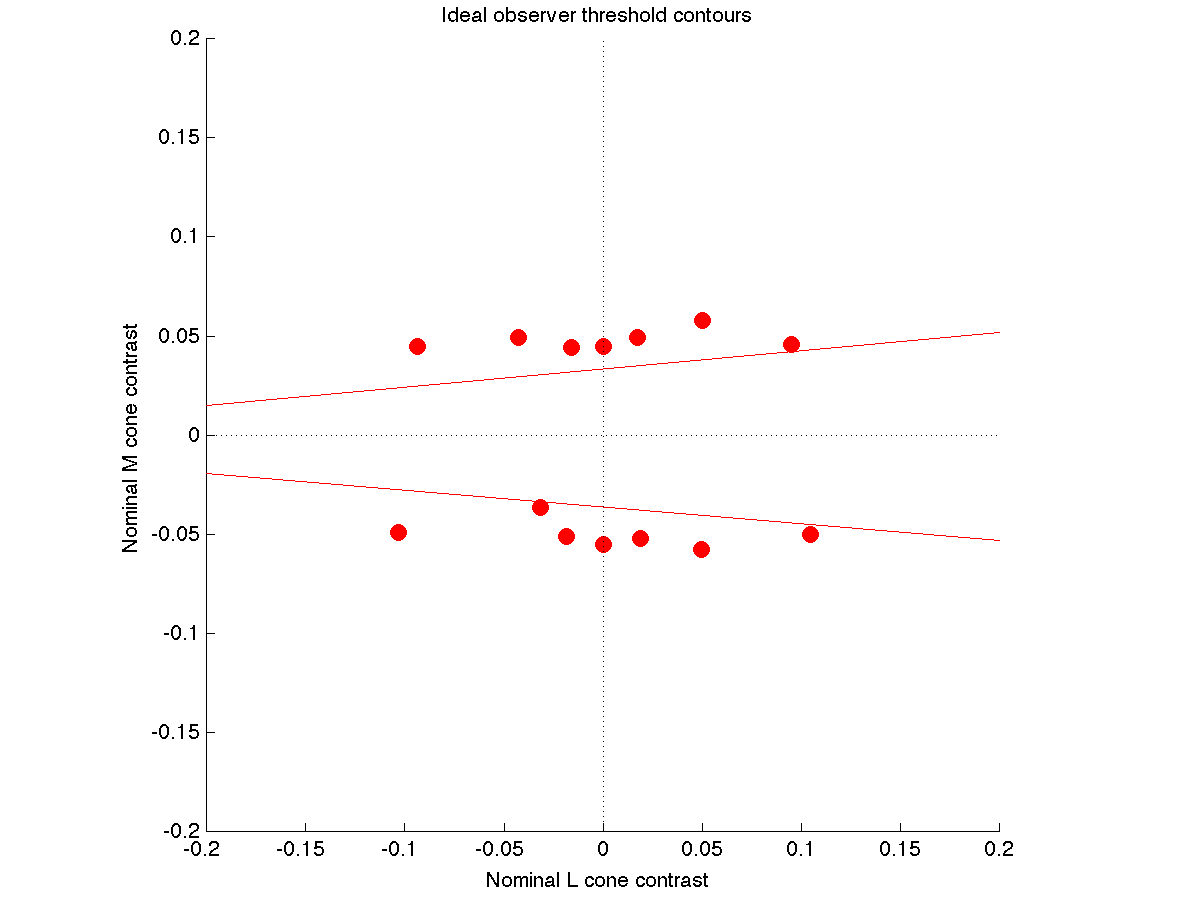 Ideal observer threshold contours
0.2
0.15
0.1
0.05
0
-0.05
-0.1
-0.15
-0.2
Nominal M cone contrast
-0.2 -0.15 -0.1 -0.05 0 0.05 0.1 0.15 0.2
Nominal L cone contrast